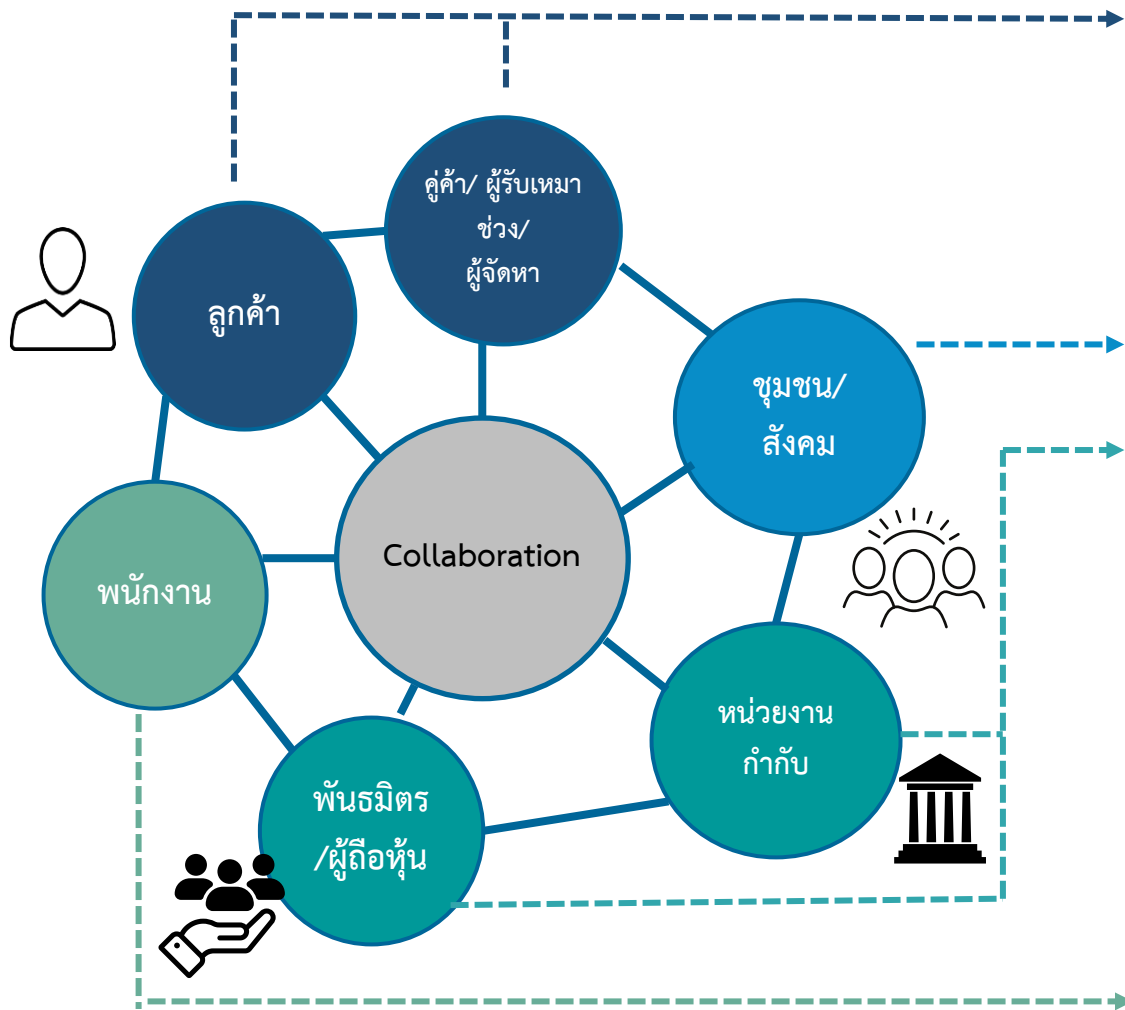 คู่ค้า/ ผู้รับเหมา
ช่วง/
ผู้จัดหา
ลูกค้า
ชุมชน/
สังคม
Collaboration
พนักงาน
หน่วยงาน
กำกับ
พันธมิตร
/ผู้ถือหุ้น